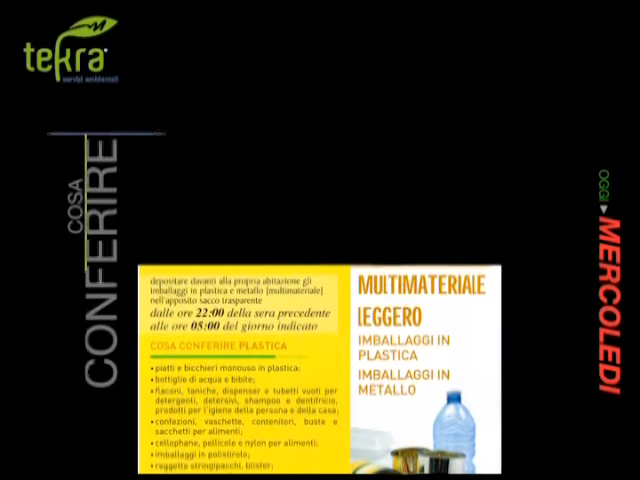 tekra
servizi ambientali
COSA
CONFERIRE
OGGI
MERCOLEDI
depositare davanti alla propria abitazione gli
imballaggi in plastica e metallo [multimateriale]
nell'apposito sacco trasparente
dalle ore 22:00 della sera precedente
alle ore 05:00 del giorno indicato
COSA CONFERIRE PLASTICA
• piatti e bicchieri monouso in plastica;
• bottiglie di acqua e bibite;
• flaconi, taniche, dispenser e tubetti vuoti per
detergenti, detersivi, shampoo e dentifricio,
prodotti per l'igiene della persona e della casa;
• confezioni, vaschette, contenitori, buste e
sacchetti per alimenti;
• cellophane, pellicole e nylon per alimenti;
• imballaggi in polistirolo;
• reggette stringipacchi, blister;
MULTIMATERIALE
LEGGERO
IMBALLAGGI IN
PLASTICA
IMBALLAGGI IN
METALLO